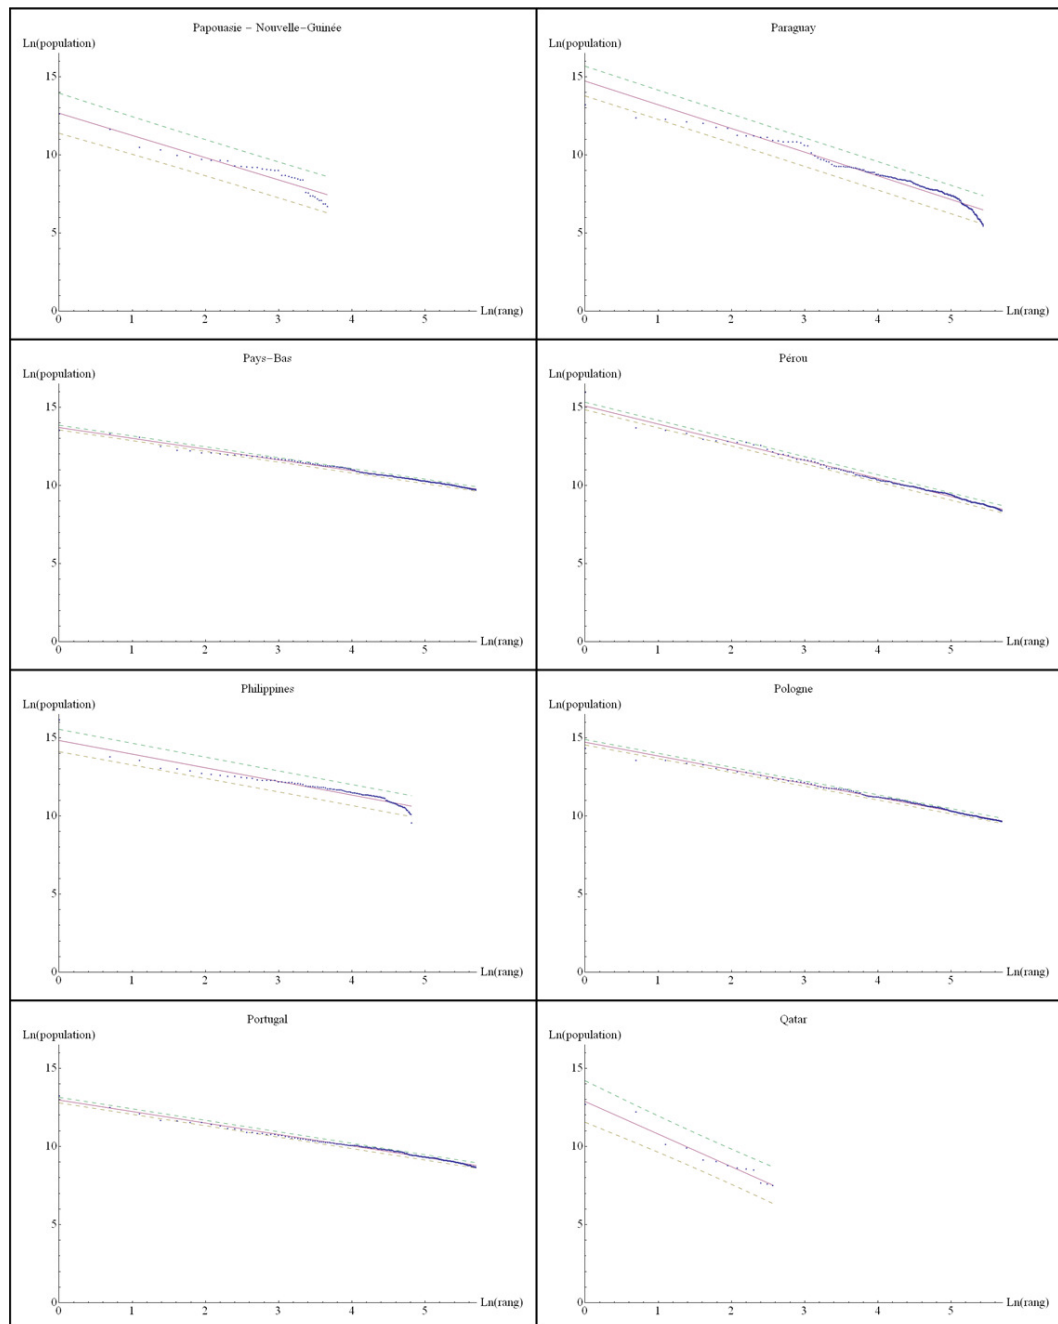 Papouasie – Nouvelle–Guinée
Ln(population)
15
10
5
0
0 1 2 3 4 5 Ln(rang)
Paraguay
Ln(population)
15
10
5
0
0 1 2 3 4 5 Ln(rang)
Pays–Bas
Ln(population)
15
10
5
0
0 1 2 3 4 5 Ln(rang)
Pérou
Ln(population)
15
10
5
0
0 1 2 3 4 5 Ln(rang)
Philippines
Ln(population)
15
10
5
0
0 1 2 3 4 5 Ln(rang)
Pologne
Ln(population)
15
10
5
0
0 1 2 3 4 5 Ln(rang)
Portugal
Ln(population)
15
10
5
0
0 1 2 3 4 5 Ln(rang)
Qatar
Ln(population)
15
10
5
0
0 1 2 3 4 5 Ln(rang)